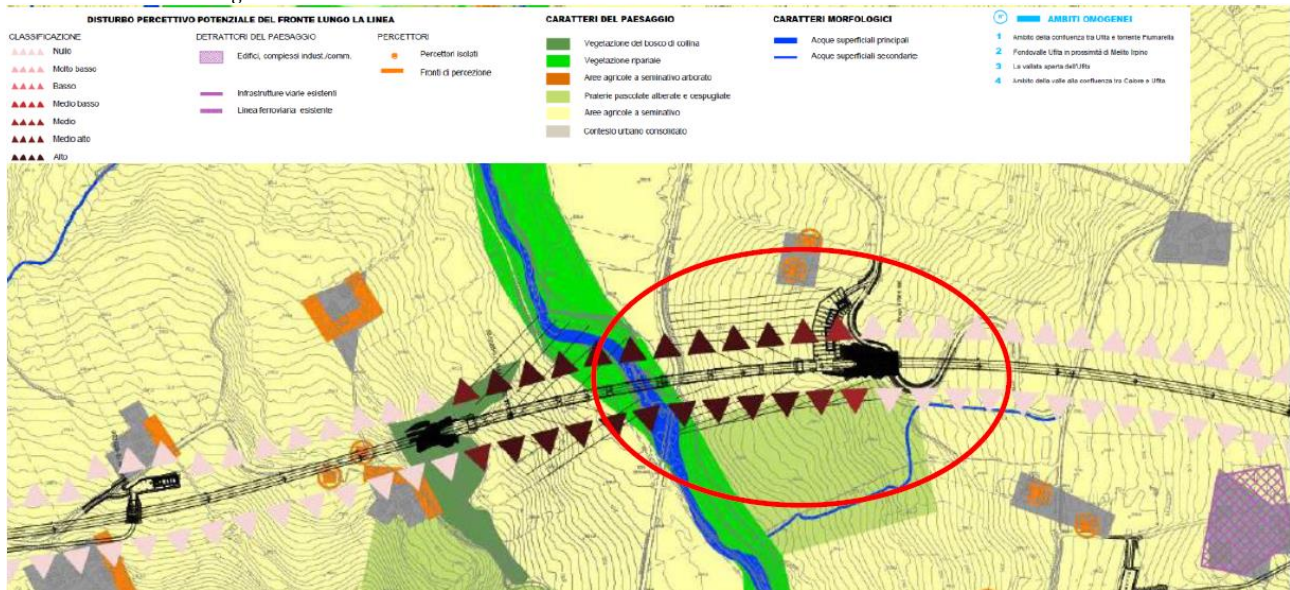 DISTURBO PERCETTIVO POTENZIALE DEL FRONTE LUNGO LA LINEA
CLASSIFICAZIONE
Nullo
Molto basso
Basso
Medio basso
Medio
Medio alto
Alto
DETRATTORI DEL PAESAGGIO
Edifici, complessi indust./comm.
Infrastrutture viarie esistenti
Linea ferroviaria esistente
PERCETTORI
Percettori isolati
Fronti di percezione
CARATTERI DEL PAESAGGIO
Vegetazione del bosco di collina
Vegetazione ripariale
Aree agricole a seminativo arborato
Praterie pascolate alberate e cespugliate
Aree agricole a seminativo
Contesto urbano consolidato
CARATTERI MORFOLOGICI
Acque superficiali principali
Acque superficiali secondarie
AMBITI OMOGENEI
1 Ambito della confluenza tra Ufita e torrente Fiumarella
2 Fondovalle Ufita in prossimità di Melito Irpino
3 La vallata aperta dell'Ufita
4 Ambito della valle alla confluenza tra Calore e Ufita